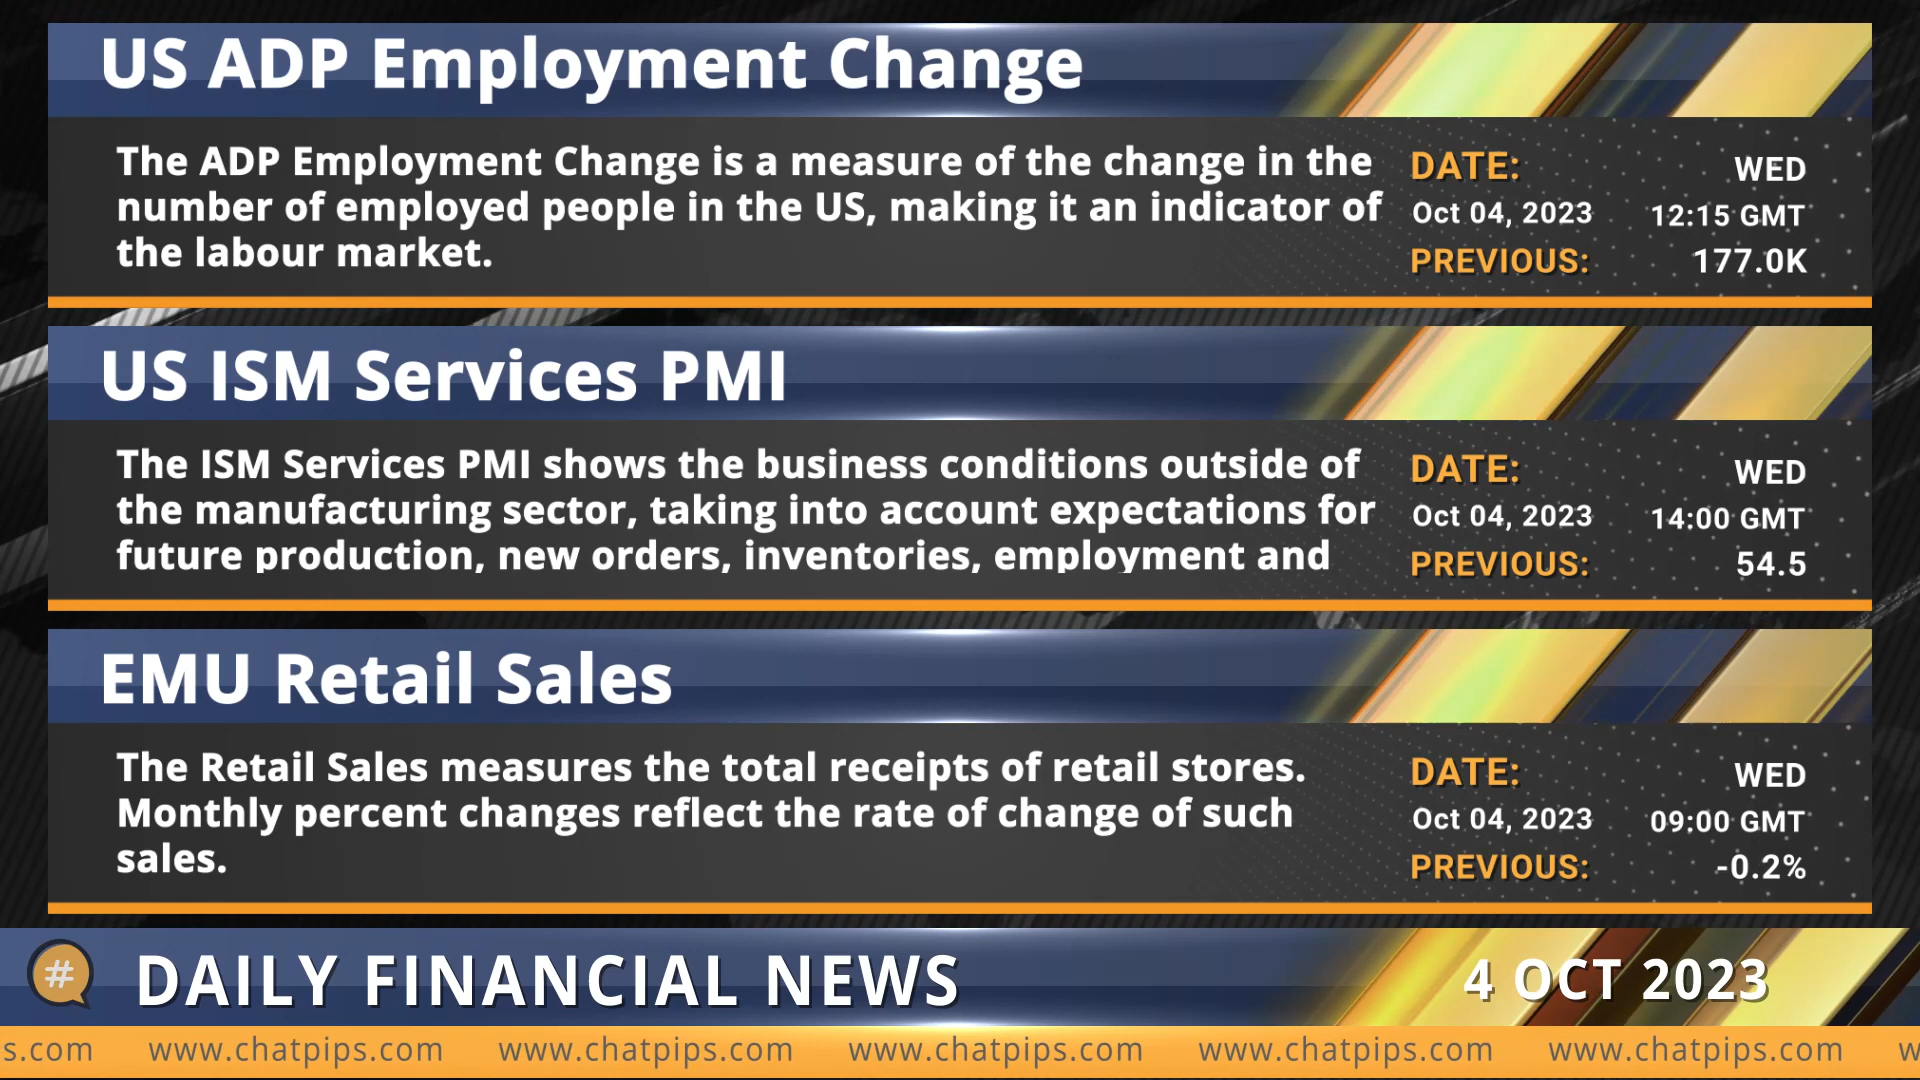 US ADP Employment Change
The ADP Employment Change is a measure of the change in the
number of employed people in the US, making it an indicator of
the labour market.
DATE: WED
Oct 04, 2023 12:15 GMT
PREVIOUS: 177.0K
US ISM Services PMI
The ISM Services PMI shows the business conditions outside of
the manufacturing sector, taking into account expectations for
future production, new orders, inventories, employment and
DATE: WED
Oct 04, 2023 14:00 GMT
PREVIOUS: 54.5
EMU Retail Sales
The Retail Sales measures the total receipts of retail stores.
Monthly percent changes reflect the rate of change of such
sales.
DATE: WED
Oct 04, 2023 09:00 GMT
PREVIOUS: -0.2%
# DAILY FINANCIAL NEWS 4 OCT 2023
s.com www.chatpips.com www.chatpips.com www.chatpips.com www.chatpips.com www.chatpips.com w